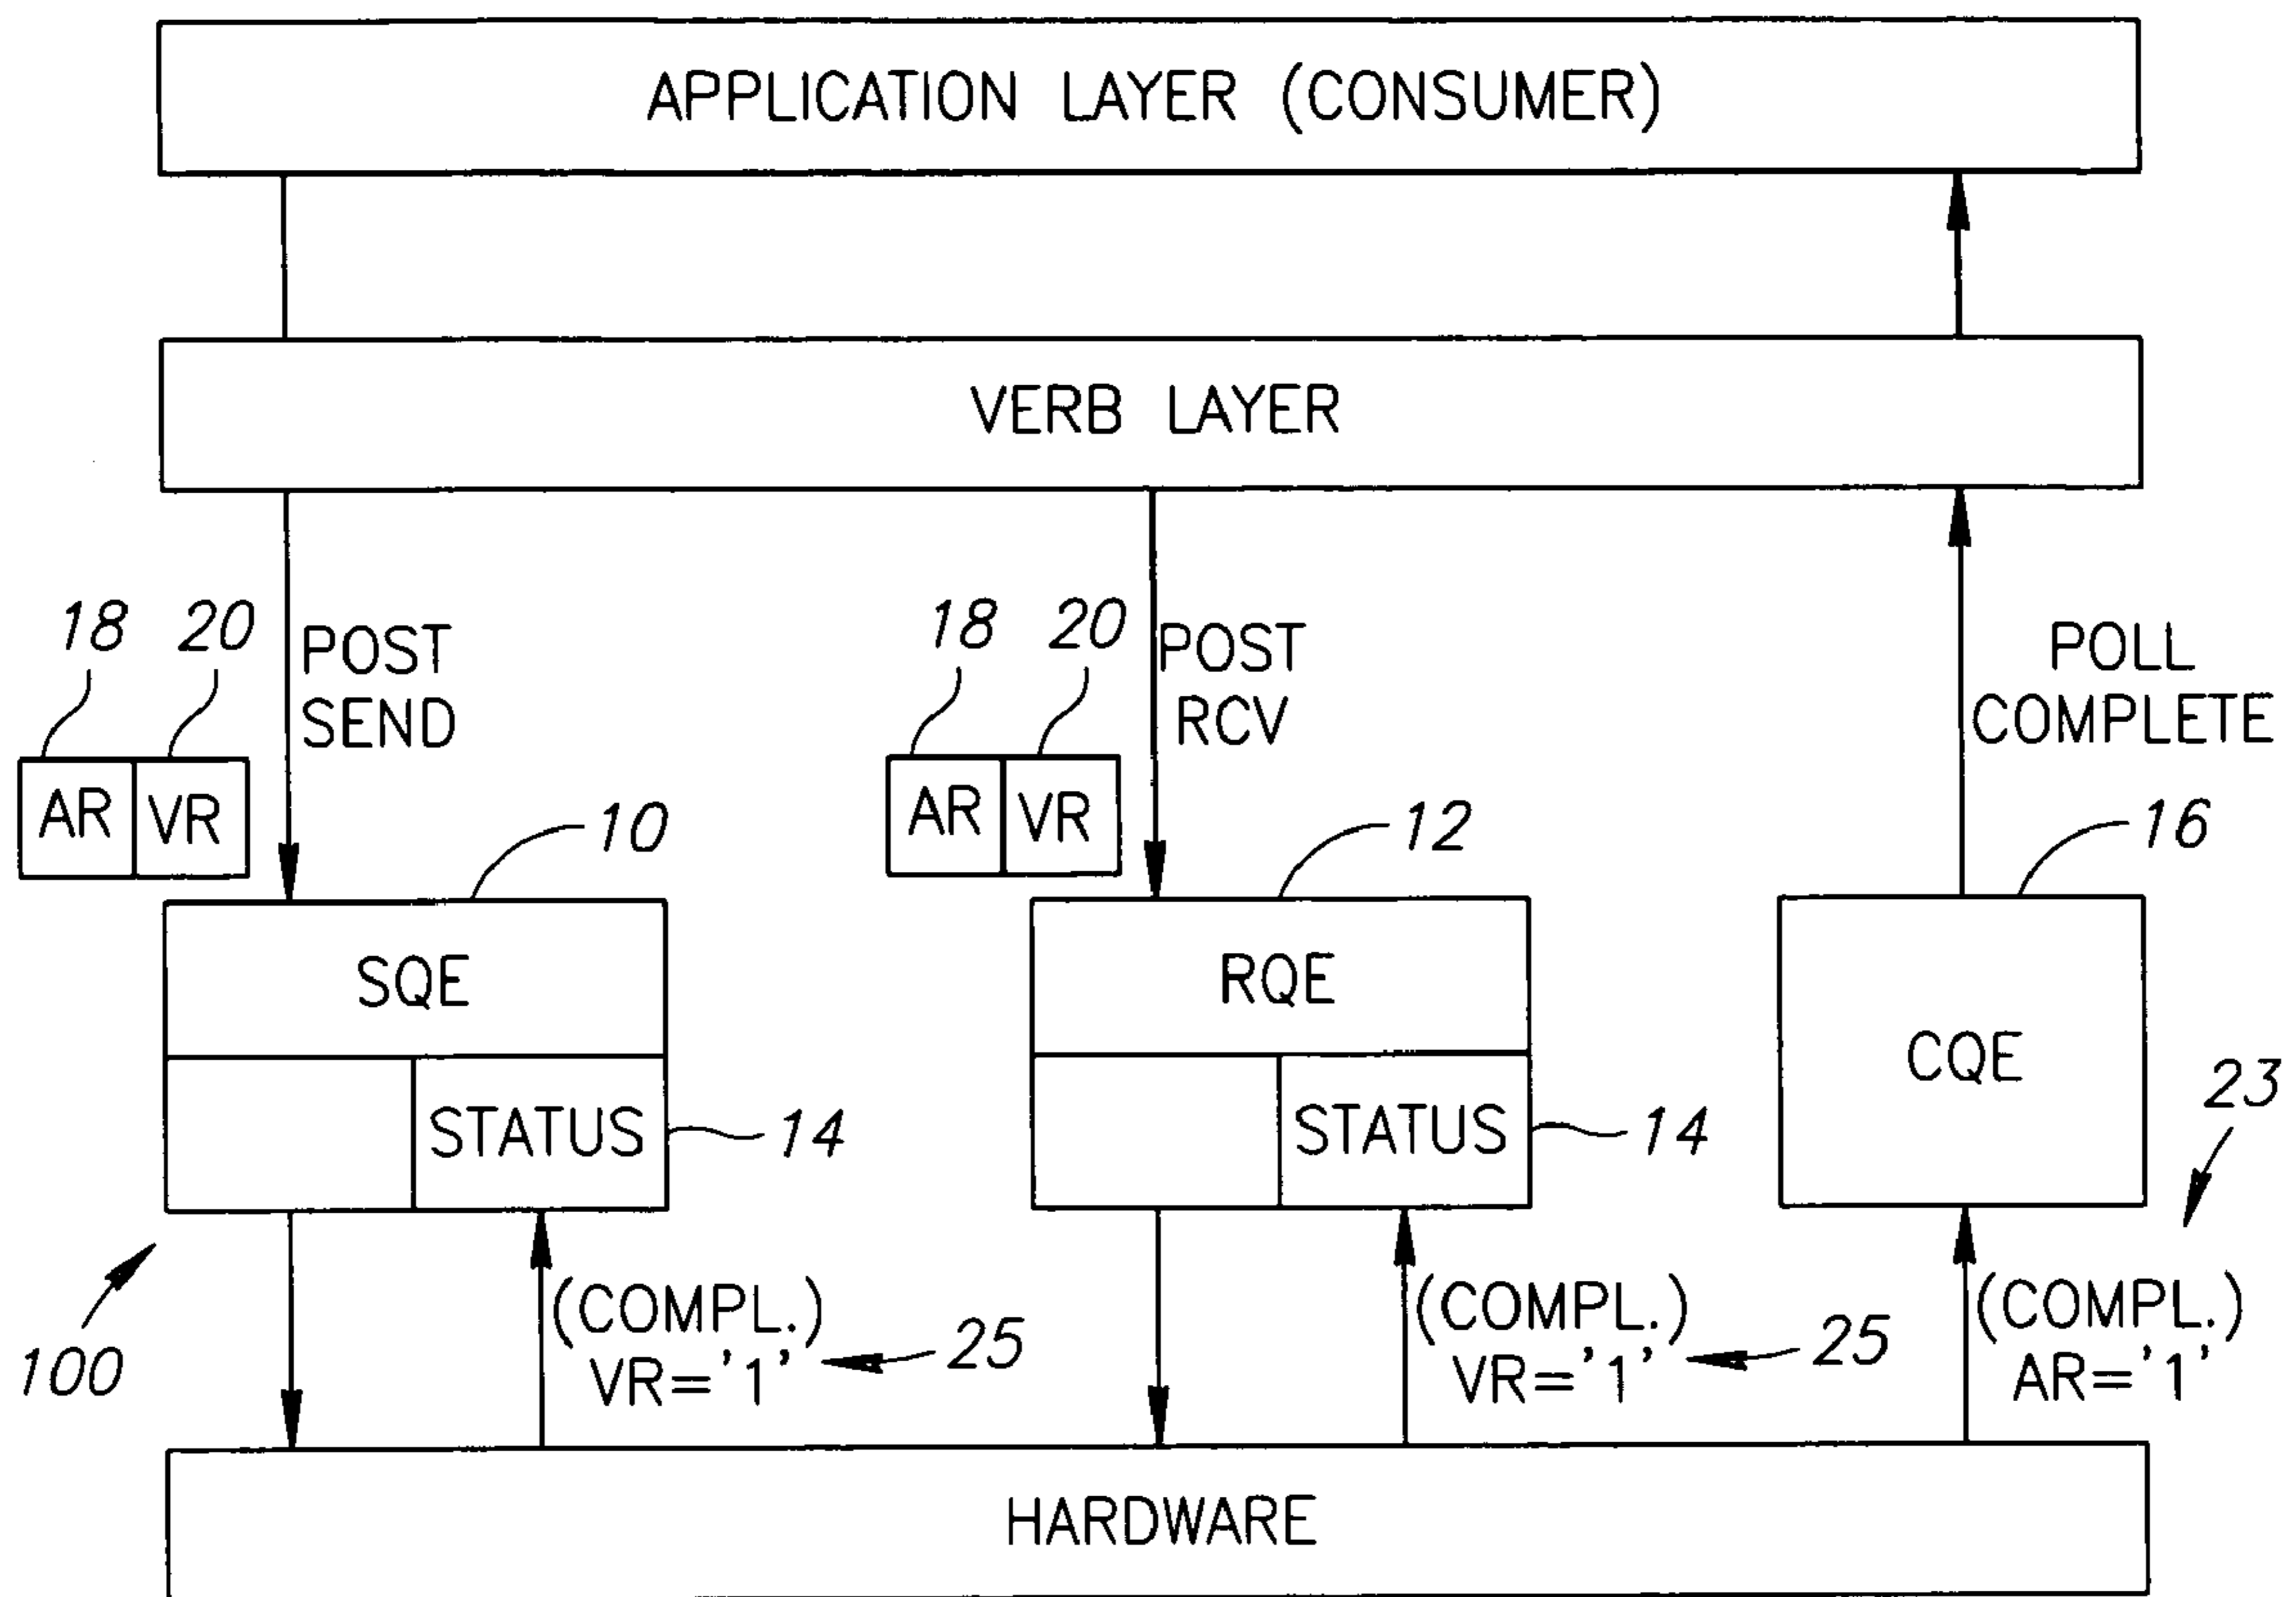 APPLICATION LAYER (CONSUMER)
VERB LAYER
18
20
POST
SEND
AR
VR
10
SQE
STATUS
14
18
20
POST
RCV
AR
VR
12
RQE
STATUS
14
POLL
COMPLETE
16
CQE
23
100
(COMPL.)
VR='1'
25
(COMPL.)
VR='1'
25
(COMPL.)
AR='1'
HARDWARE